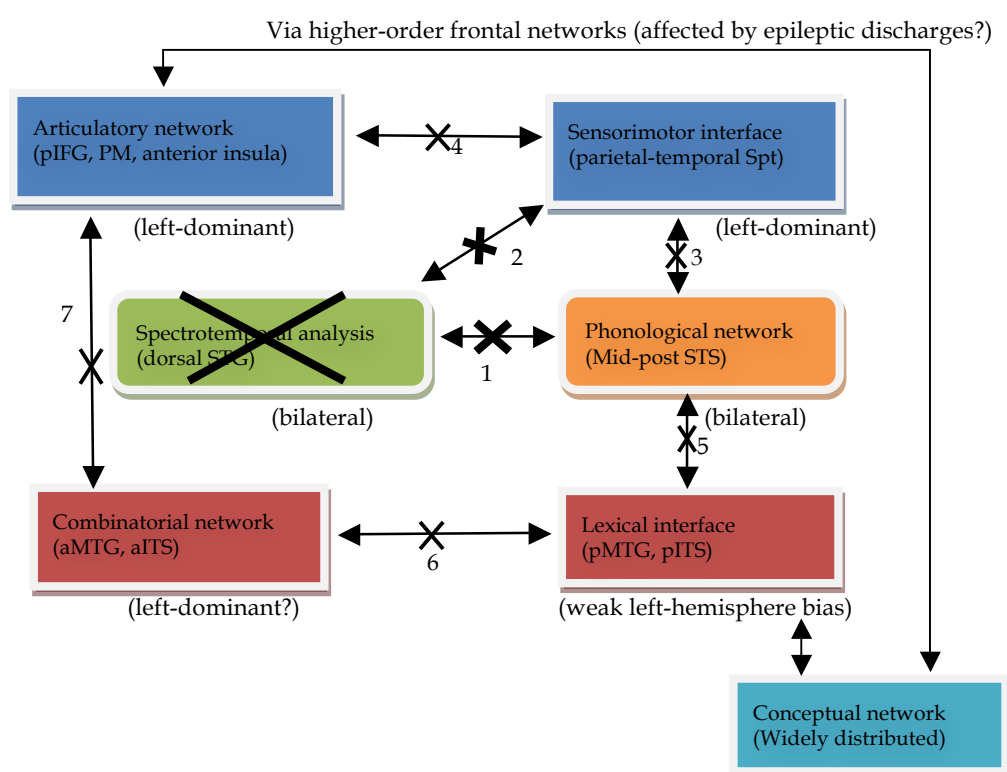 Via higher-order frontal networks (affected by epileptic discharges?)
Articulatory network
(pIFG, PM, anterior insula)
4
Sensorimotor interface
(parietal-temporal Spt)
(left-dominant)
(left-dominant)
2
3
7
Spectrotemporal analysis
(dorsal STG)
1
Phonological network
(Mid-post STS)
(bilateral)
(bilateral)
5
Combinatorial network
(aMTG, aITS)
6
Lexical interface
(pMTG, pITS)
(left-dominant?)
(weak left-hemisphere bias)
Conceptual network
(Widely distributed)